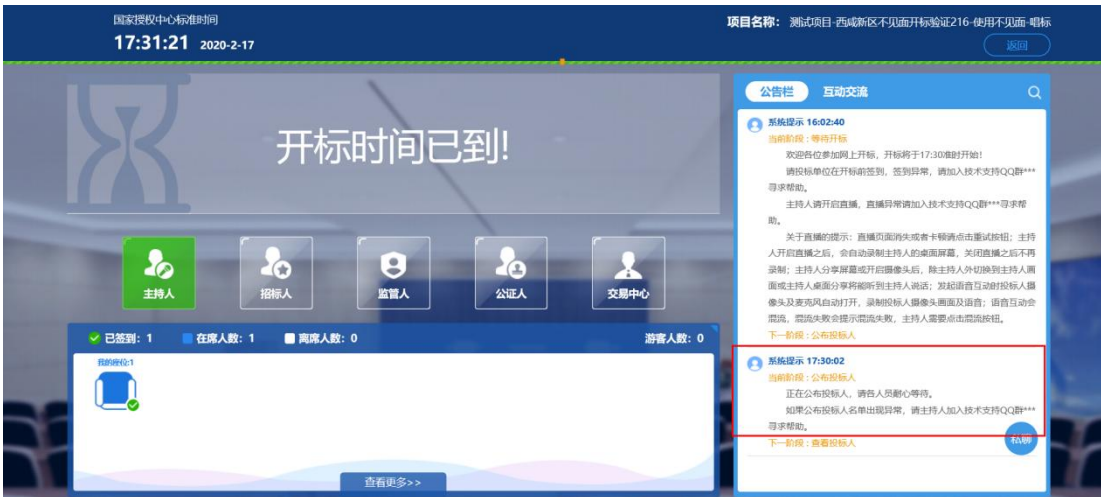 国家授权中心标准时间
17:31:21 2020-2-17
项目名称： 测试项目-西咸新区不见面开标验证216-使用不见面-唱标
返回
开标时间已到!
主持人
招标人
监管人
公证人
交易中心
已签到: 1
在席人数: 1
离席人数: 0
游客人数: 0
我的座位:1
查看更多>>
公告栏
互动交流
系统提示 16:02:40
当前阶段：等待开标
欢迎各位参加网上开标，开标将于17:30准时开始!
请投标单位在开标前签到，签到异常，请加入技术支持QQ群***
寻求帮助。
主持人请开启直播，直播异常请加入技术支持QQ群***寻求帮
助。
关于直播的提示：直播页面消失或者卡顿请点击重试按钮；主持
人开启直播之后，会自动录制主持人的桌面屏幕，关闭直播之后不再
录制；主持人分享屏幕或开启摄像头后，除主持人外切换到主持人画
面或主持人桌面分享将能听到主持人说话；发起语音互动时投标人摄
像头及麦克风自动打开，录制投标人摄像头画面及语音；语音互动会
混流，混流失败会提示混流失败，主持人需要点击混流按钮。
下一阶段：公布投标人
系统提示 17:30:02
当前阶段：公布投标人
正在公布投标人，请各人员耐心等待。
如果公布投标人名单出现异常，请主持人加入技术支持QQ群***
寻求帮助。
下一阶段：查看投标人
私聊